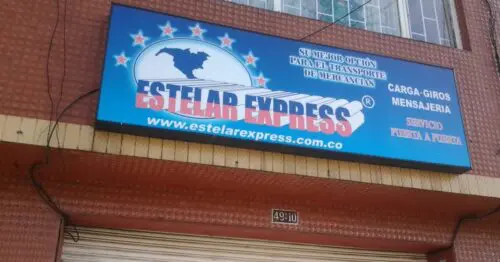 SU MEJOR OPCIÓN
PARA EL TRANSPORTE
DE MERCANCIAS
ESTELAR EXPRESS ®
www.estelarexpress.com.co
CARGA-GIROS
MENSAJERIA
SERVICIO
PUERTA A PUERTA
49-10